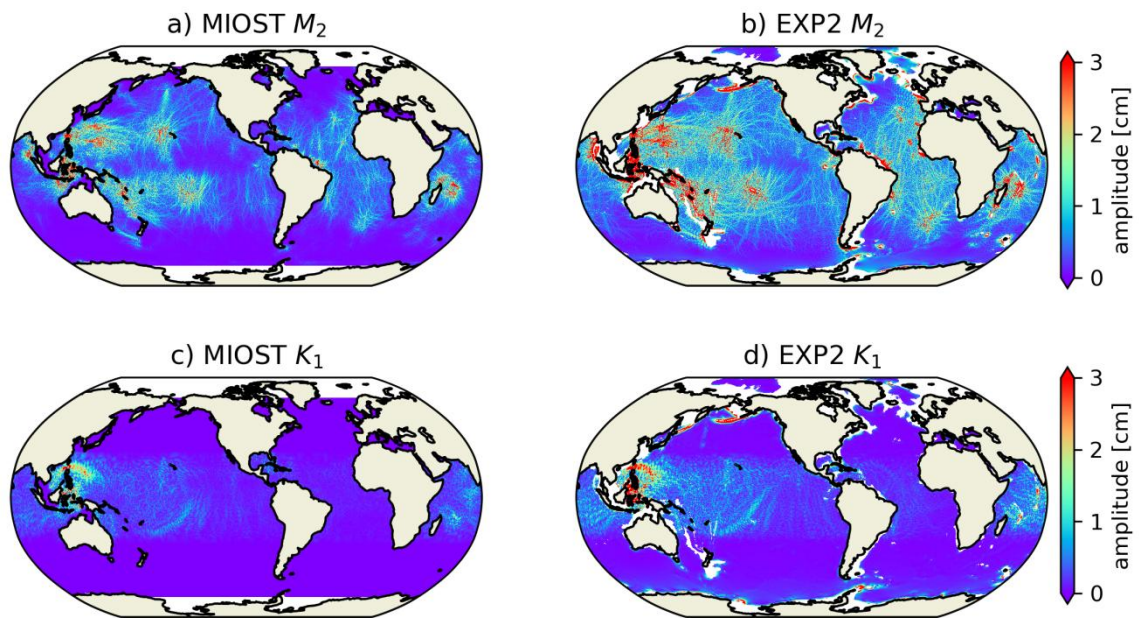 a) MIOST M₂
b) EXP2 M₂
3
2
1
0
amplitude [cm]
c) MIOST K₁
d) EXP2 K₁
3
2
1
0
amplitude [cm]